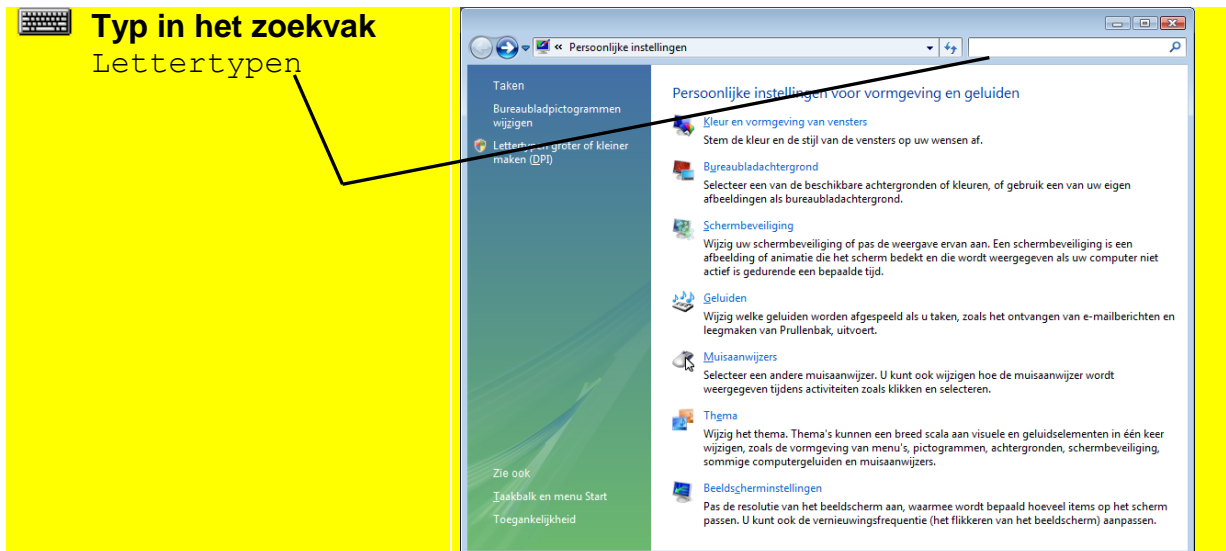 Typ in het zoekvak
Lettertypen
« Persoonlijke instellingen
Taken
Bureaubladpictogrammen
wijzigen
Lettertypen groter of kleiner
maken (DPI)
Zie ook
Taakbalk en menu Start
Toegankelijkheid
Persoonlijke instellingen voor vormgeving en geluiden
Kleur en vormgeving van vensters
Stem de kleur en de stijl van de vensters op uw wensen af.
Bureaubladachtergrond
Selecteer een van de beschikbare achtergronden of kleuren, of gebruik een van uw eigen
afbeeldingen als bureaubladachtergrond.
Schermbeveiliging
Wijzig uw schermbeveiliging of pas de weergave ervan aan. Een schermbeveiliging is een
afbeelding of animatie die het scherm bedekt en die wordt weergegeven als uw computer niet
actief is gedurende een bepaalde tijd.
Geluiden
Wijzig welke geluiden worden afgespeeld als u taken, zoals het ontvangen van e-mailberichten en
leegmaken van Prullenbak, uitvoert.
Muisaanwijzers
Selecteer een andere muisaanwijzer. U kunt ook wijzigen hoe de muisaanwijzer wordt
weergegeven tijdens activiteiten zoals klikken en selecteren.
Thema
Wijzig het thema. Thema's kunnen een breed scala aan visuele en geluidselementen in één keer
wijzigen, zoals de vormgeving van menu's, pictogrammen, achtergronden, schermbeveiliging,
sommige computergeluiden en muisaanwijzers.
Beeldscherminstellingen
Pas de resolutie van het beeldscherm aan, waarmee wordt bepaald hoeveel items op het scherm
passen. U kunt ook de vernieuwingsfrequentie (het flikkeren van het beeldscherm) aanpassen.